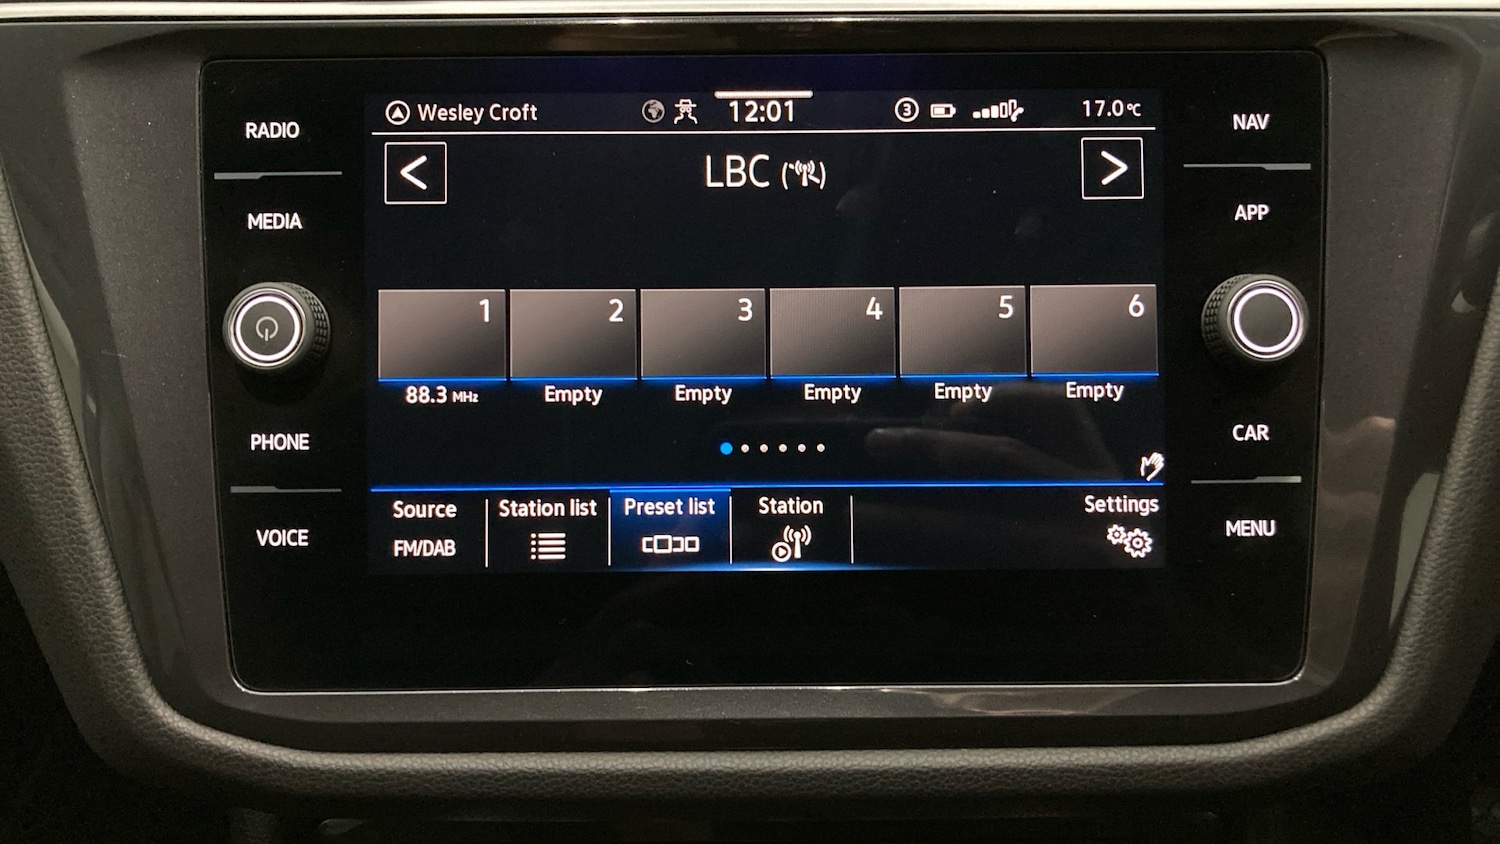 RADIO
MEDIA
PHONE
VOICE
Wesley Croft
12:01
3
17.0°C
<
LBC
>
1
2
3
4
5
6
88.3 MHz
Empty
Empty
Empty
Empty
Empty
Source
FM/DAB
Station list
Preset list
Station
Settings
NAV
APP
CAR
MENU